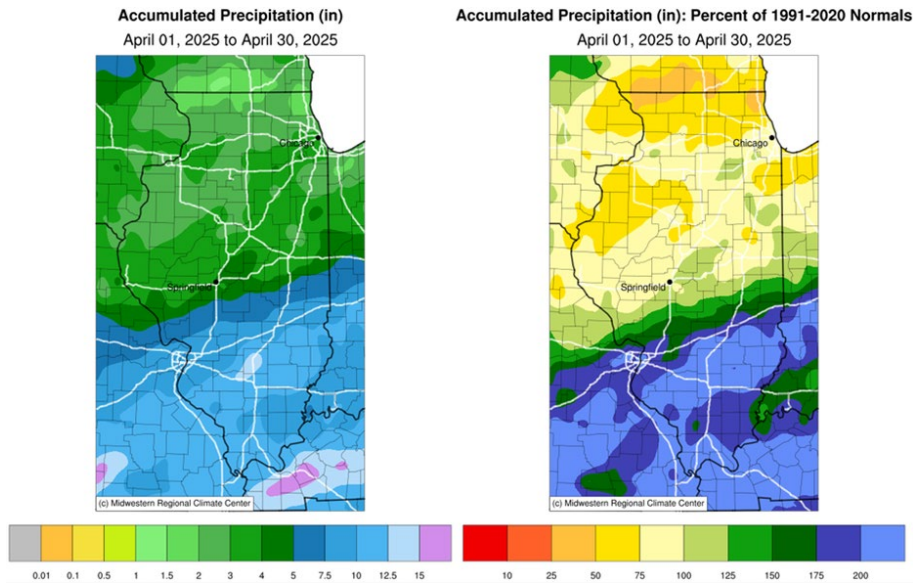 Accumulated Precipitation (in)
April 01, 2025 to April 30, 2025
Chicago
Springfield
(c) Midwestern Regional Climate Center
0.01 0.1 0.5 1 1.5 2 3 4 5 7.5 10 12.5 15
Accumulated Precipitation (in): Percent of 1991-2020 Normals
April 01, 2025 to April 30, 2025
Chicago
Springfield
(c) Midwestern Regional Climate Center
10 25 50 75 100 125 150 175 200